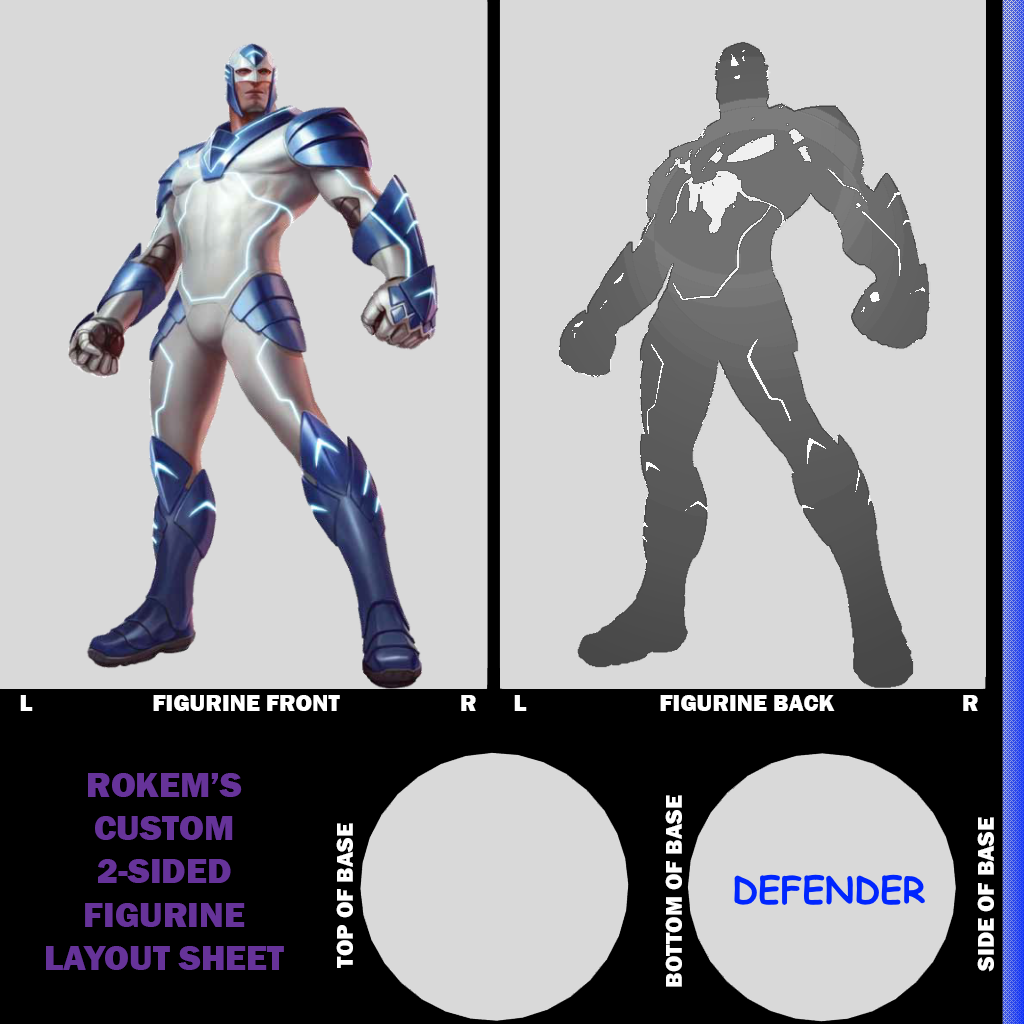 L FIGURINE FRONT R
L FIGURINE BACK R
ROKEM’S
CUSTOM
2-SIDED
FIGURINE
LAYOUT SHEET
TOP OF BASE
BOTTOM OF BASE
DEFENDER
SIDE OF BASE